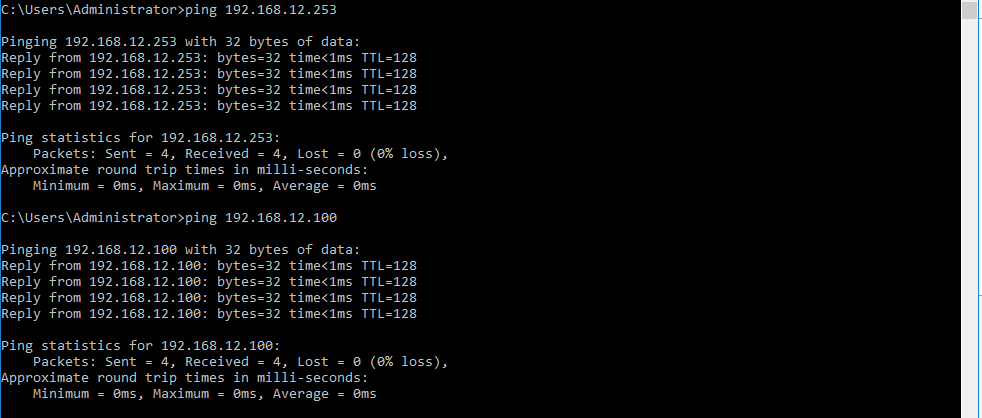 C:\Users\Administrator>ping 192.168.12.253
Pinging 192.168.12.253 with 32 bytes of data:
Reply from 192.168.12.253: bytes=32 time<1ms TTL=128
Reply from 192.168.12.253: bytes=32 time<1ms TTL=128
Reply from 192.168.12.253: bytes=32 time<1ms TTL=128
Reply from 192.168.12.253: bytes=32 time<1ms TTL=128
Ping statistics for 192.168.12.253:
    Packets: Sent = 4, Received = 4, Lost = 0 (0% loss),
Approximate round trip times in milli-seconds:
    Minimum = 0ms, Maximum = 0ms, Average = 0ms
C:\Users\Administrator>ping 192.168.12.100
Pinging 192.168.12.100 with 32 bytes of data:
Reply from 192.168.12.100: bytes=32 time<1ms TTL=128
Reply from 192.168.12.100: bytes=32 time<1ms TTL=128
Reply from 192.168.12.100: bytes=32 time<1ms TTL=128
Reply from 192.168.12.100: bytes=32 time<1ms TTL=128
Ping statistics for 192.168.12.100:
    Packets: Sent = 4, Received = 4, Lost = 0 (0% loss),
Approximate round trip times in milli-seconds:
    Minimum = 0ms, Maximum = 0ms, Average = 0ms